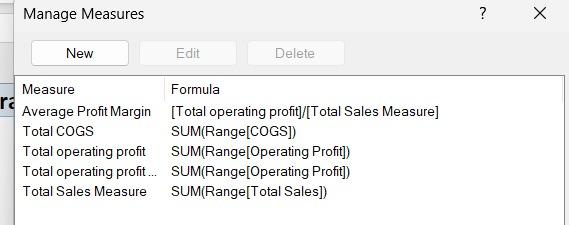 Manage Measures ? ×
New Edit Delete
Measure Formula
Average Profit Margin [Total operating profit]/[Total Sales Measure]
Total COGS SUM(Range[COGS])
Total operating profit SUM(Range[Operating Profit])
Total operating profit ... SUM(Range[Operating Profit])
Total Sales Measure SUM(Range[Total Sales])